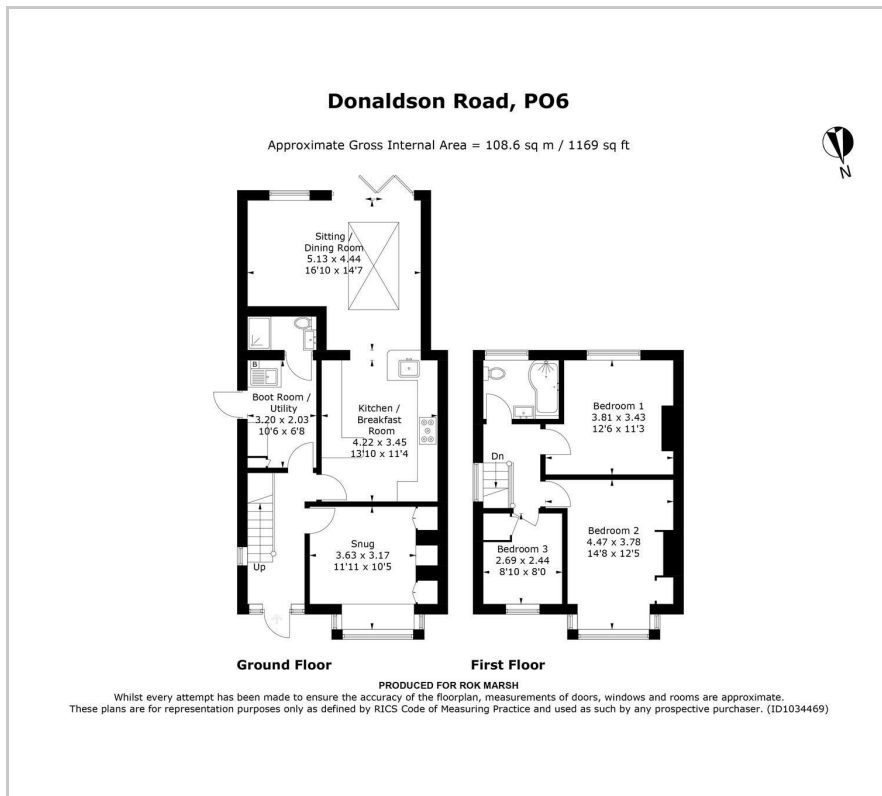 Donaldson Road, PO6
Approximate Gross Internal Area = 108.6 sq m / 1169 sq ft
N
Sitting /
Dining Room
5.13 x 4.44
16'10 x 14'7
B
Boot Room /
Utility
3.20 x 2.03
10'6 x 6'8
Kitchen /
Breakfast
Room
4.22 x 3.45
13'10 x 11'4
Snug
3.63 x 3.17
11'11 x 10'5
Up
Bedroom 1
3.81 x 3.43
12'6 x 11'3
Dn
Bedroom 2
4.47 x 3.78
14'8 x 12'5
Bedroom 3
2.69 x 2.44
8'10 x 8'0
Ground Floor
First Floor
PRODUCED FOR ROK MARSH
Whilst every attempt has been made to ensure the accuracy of the floorplan, measurements of doors, windows and rooms are approximate.
These plans are for representation purposes only as defined by RICS Code of Measuring Practice and used as such by any prospective purchaser. (ID1034469)